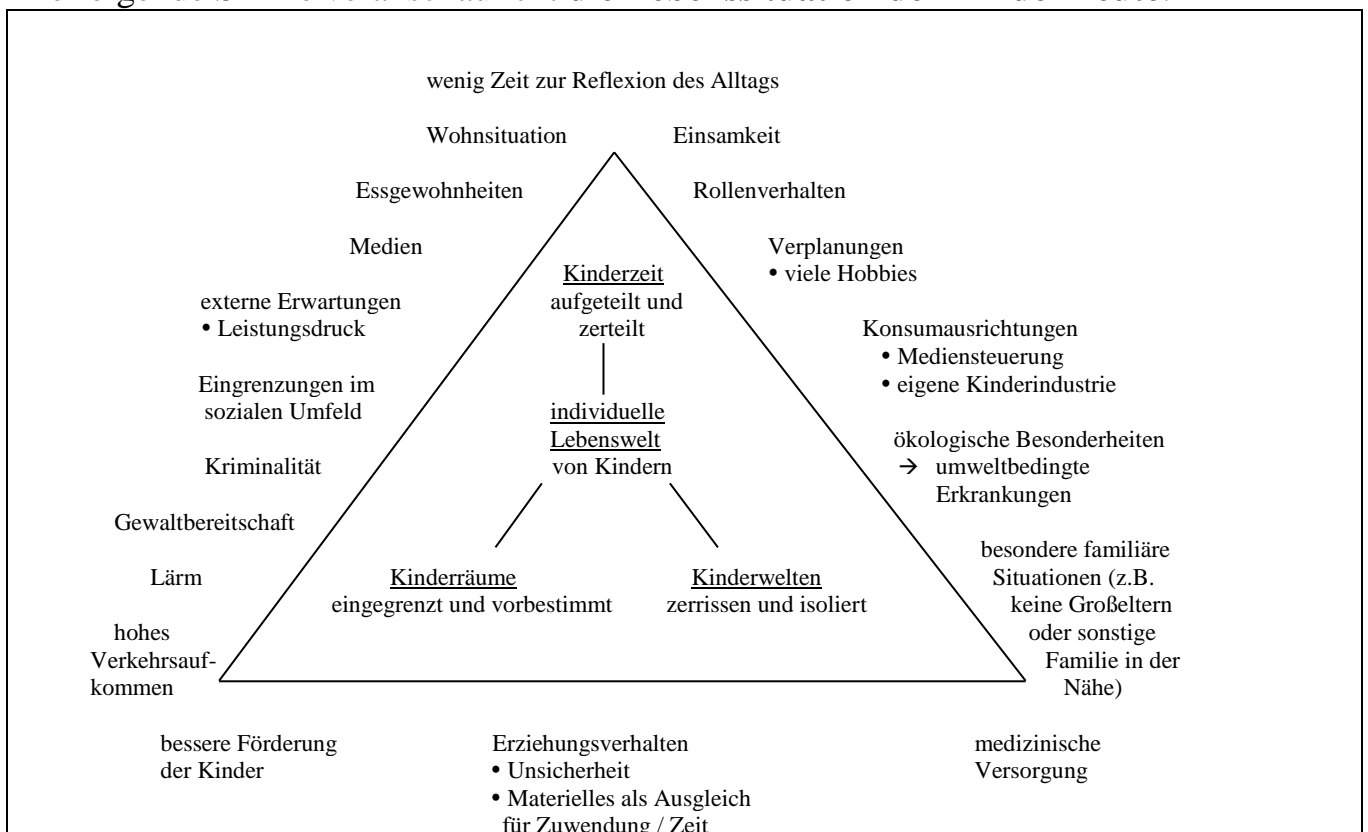 wenig Zeit zur Reflexion des Alltags
Wohnsituation
Einsamkeit
Essgewohnheiten
Rollenverhalten
Medien
Verplanungen
• viele Hobbies
Kinderzeit
aufgeteilt und
zerteilt
externe Erwartungen
• Leistungsdruck
Konsumausrichtungen
• Mediensteuerung
• eigene Kinderindustrie
Eingrenzungen im
sozialen Umfeld
individuelle
Lebenswelt
von Kindern
ökologische Besonderheiten
→ umweltbedingte
Erkrankungen
Kriminalität
Gewaltbereitschaft
besondere familiäre
Situationen (z.B.
keine Großeltern
oder sonstige
Familie in der
Nähe)
Lärm
Kinderräume
eingegrenzt und vorbestimmt
Kinderwelten
zerrissen und isoliert
hohes
Verkehrsauf-
kommen
bessere Förderung
der Kinder
Erziehungsverhalten
• Unsicherheit
• Materielles als Ausgleich
für Zuwendung / Zeit
medizinische
Versorgung